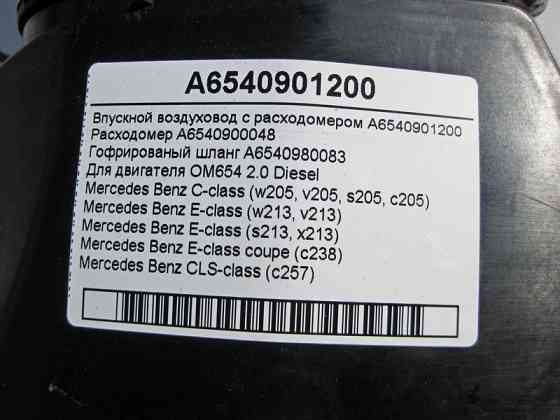 A6540901200
Впускной воздуховод с расходомером A6540901200
Расходомер A6540900048
Гофрированый шланг A6540980083
Для двигателя OM654 2.0 Diesel
Mercedes Benz C-class (w205, v205, s205, c205)
Mercedes Benz E-class (w213, v213)
Mercedes Benz E-class (s213, x213)
Mercedes Benz E-class coupe (c238)
Mercedes Benz CLS-class (c257)